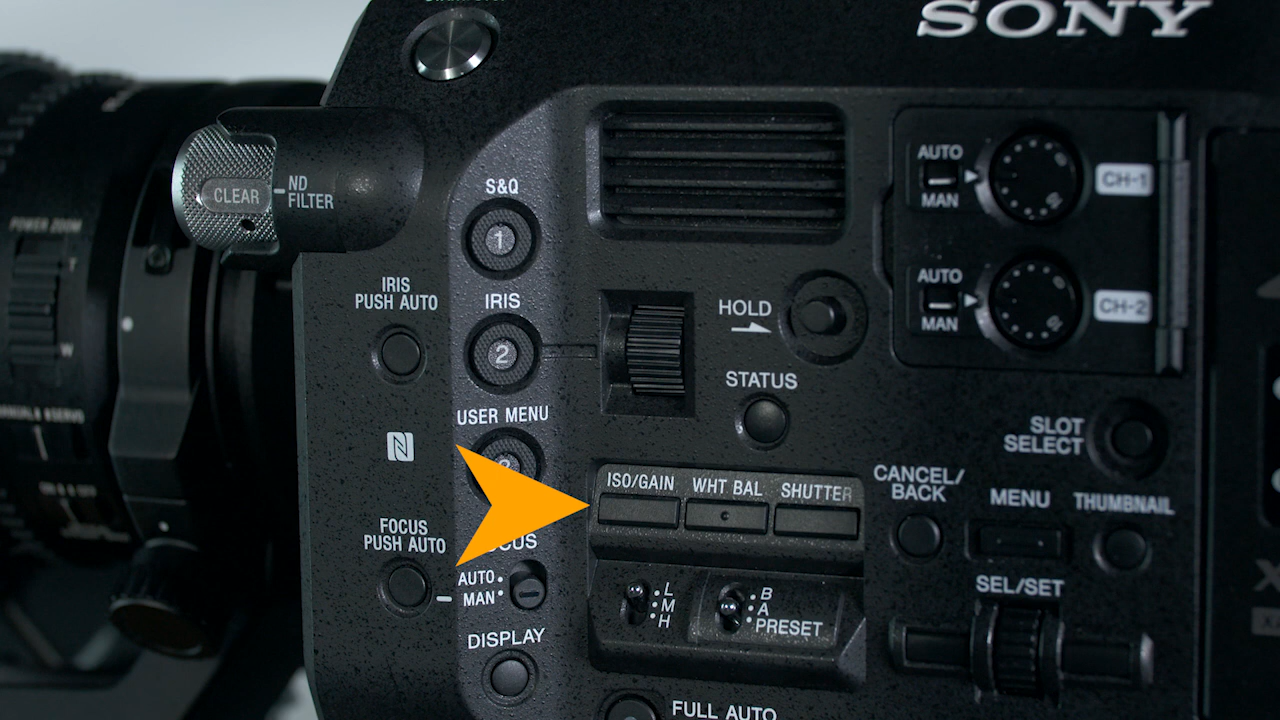 SONY
CLEAR
ND
FILTER
S&Q
1
AUTO
MAN
CH-1
POWER ZOOM
T
W
IRIS
PUSH AUTO
IRIS
2
HOLD
AUTO
MAN
CH-2
STATUS
USER MENU
SLOT
SELECT
ISO/GAIN
WHT BAL
SHUTTER
CANCEL/
BACK
MENU
THUMBNAIL
FOCUS
PUSH AUTO
AUTO
MAN
L
M
H
B
A
PRESET
SEL/SET
DISPLAY
FULL AUTO